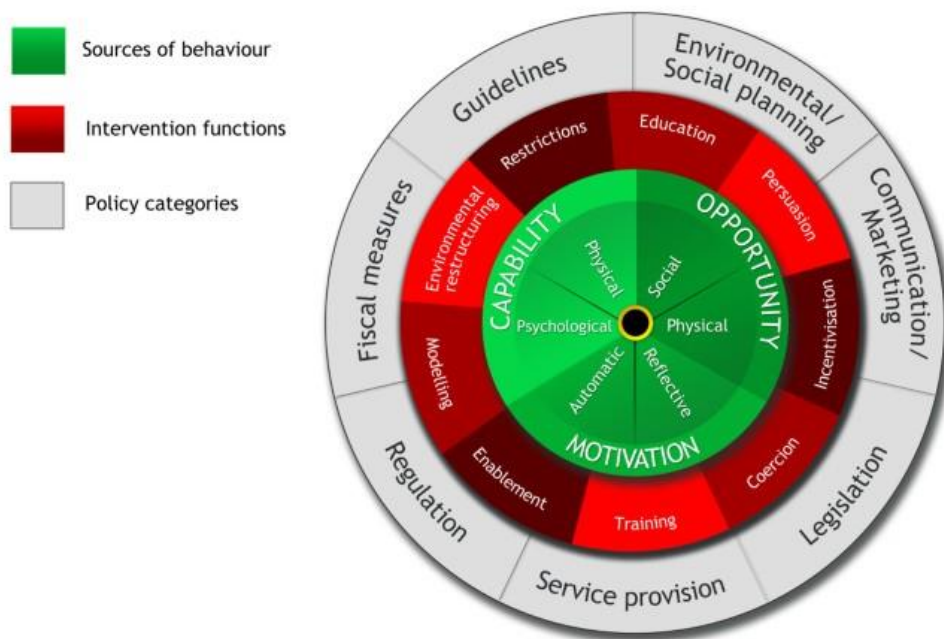 Sources of behaviour
Intervention functions
Policy categories
Guidelines
Environmental/
Social planning
Communication/
Marketing
Legislation
Service provision
Regulation
Fiscal measures
Restrictions
Education
Persuasion
Incentivisation
Coercion
Training
Enablement
Modelling
Environmental
restructuring
CAPABILITY
OPPORTUNITY
MOTIVATION
Physical
Social
Psychological
Physical
Automatic
Reflective